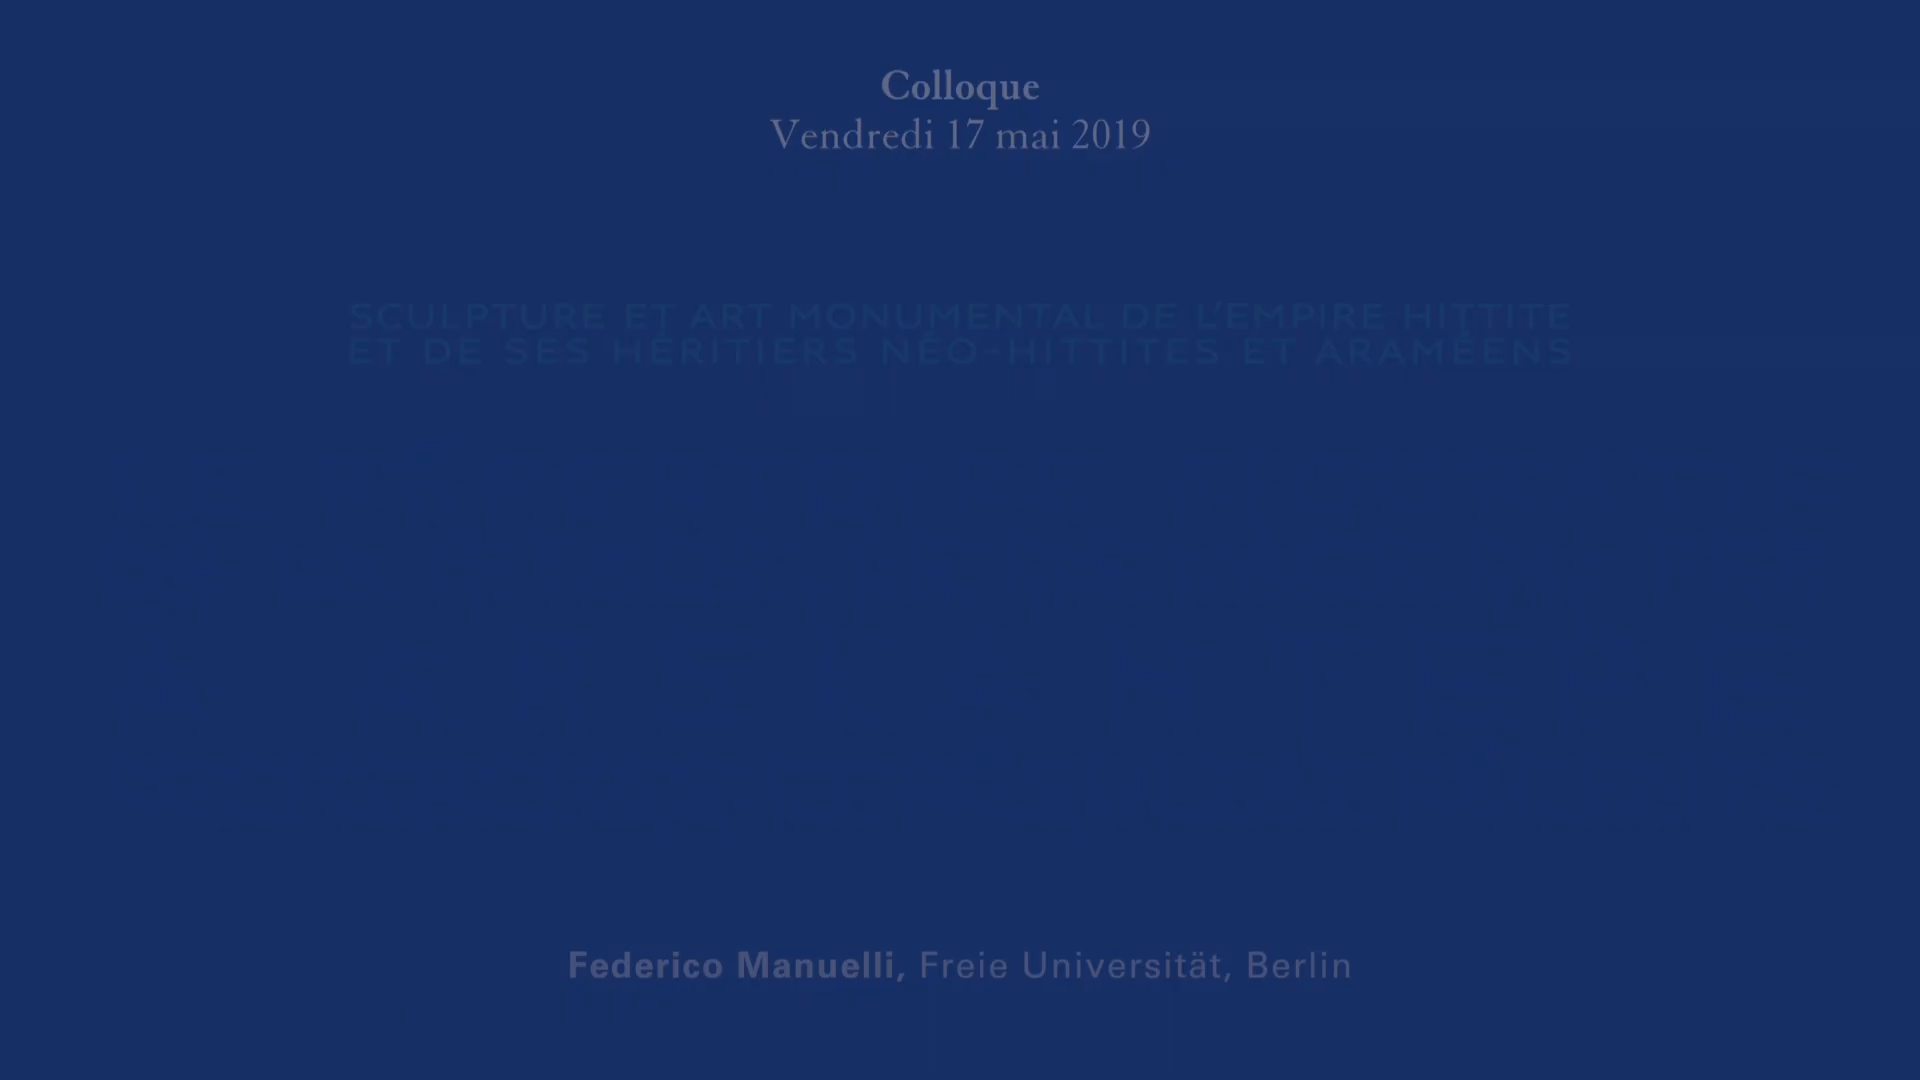 Colloque
Vendredi 17 mai 2019
SCULPTURE ET ART MONUMENTAL DE L’EMPIRE HITTITE
ET DE SES HÉRITIERS NÉO-HITTITES ET ARAMÉENS
Federico Manuelli, Freie Universität, Berlin